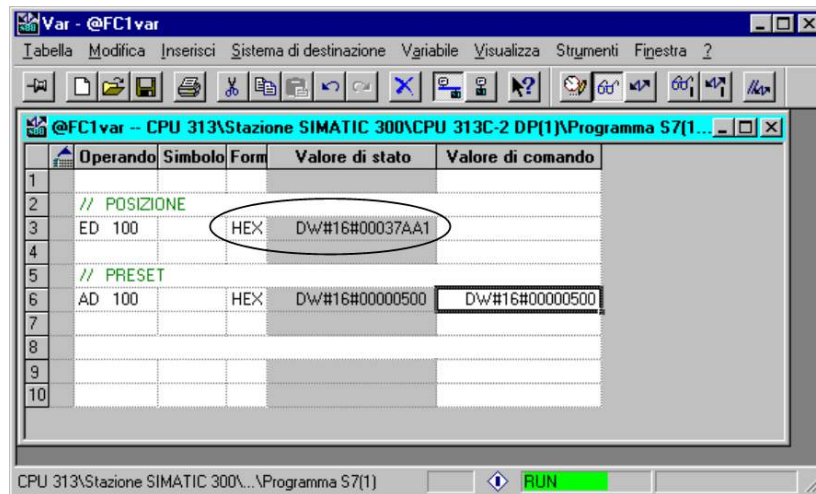 Var - @FC1var
Tabella Modifica Inserisci Sistema di destinazione Variabile Visualizza Strumenti Finestra ?
@FC1var -- CPU 313\Stazione SIMATIC 300\CPU 313C-2 DP(1)\Programma S7(1...
Operando Simbolo Form Valore di stato Valore di comando
1
2 // POSIZIONE
3 ED 100 HEX DW#16#00037AA1
4
5 // PRESET
6 AD 100 HEX DW#16#00000500 DW#16#00000500
7
8
9
10
CPU 313\Stazione SIMATIC 300\...\Programma S7(1) RUN